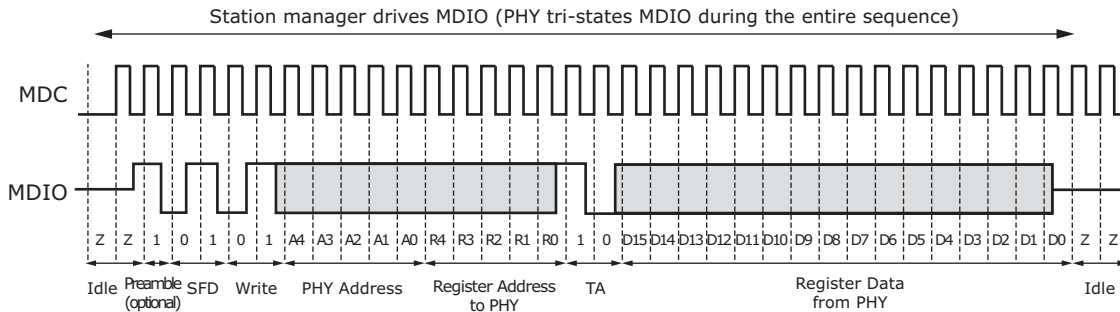 Station manager drives MDIO (PHY tri-states MDIO during the entire sequence)
MDC
MDIO
Z Z 1 0 1 0 1 A4 A3 A2 A1 A0 R4 R3 R2 R1 R0 1 0 D15 D14 D13 D12 D11 D10 D9 D8 D7 D6 D5 D4 D3 D2 D1 D0 Z Z
Idle Preamble SFD Write PHY Address Register Address TA Register Data Idle
(optional) to PHY from PHY